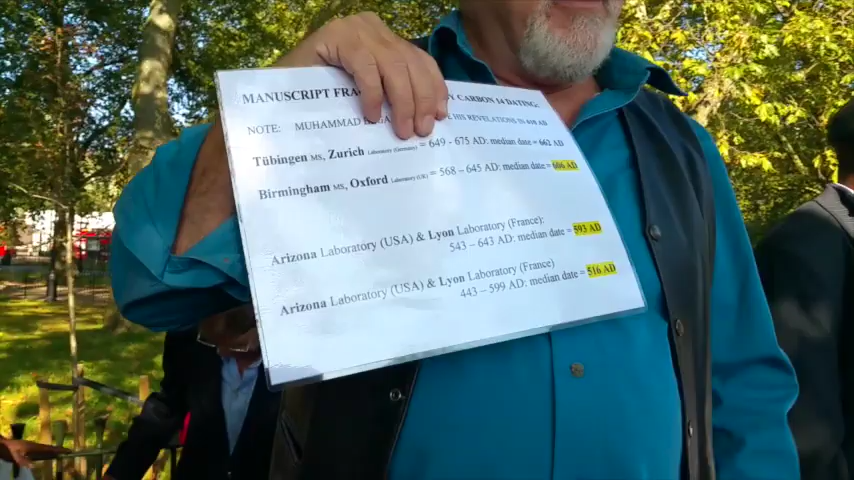 MANUSCRIPT FRA CARBON 14 DATING:
NOTE: MUHAMMAD HIS REVELATIONS IN 610 AD
Tübingen MS, Zurich Laboratory (Germany) = 649 - 675 AD: median date = 662 AD
Birmingham MS, Oxford Laboratory (UK) = 568 – 645 AD: median date = 606 AD
Arizona Laboratory (USA) & Lyon Laboratory (France):
543 – 643 AD: median date = 593 AD
Arizona Laboratory (USA) & Lyon Laboratory (France)
443 – 599 AD: median date = 516 AD